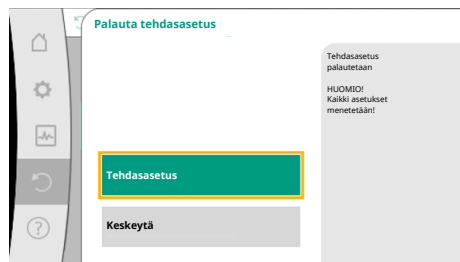 Palauta tehdasasetus
Tehdasasetus
palautetaan
HUOMIO!
Kaikki asetukset
menetetään!
Tehdasasetus
Keskeytä